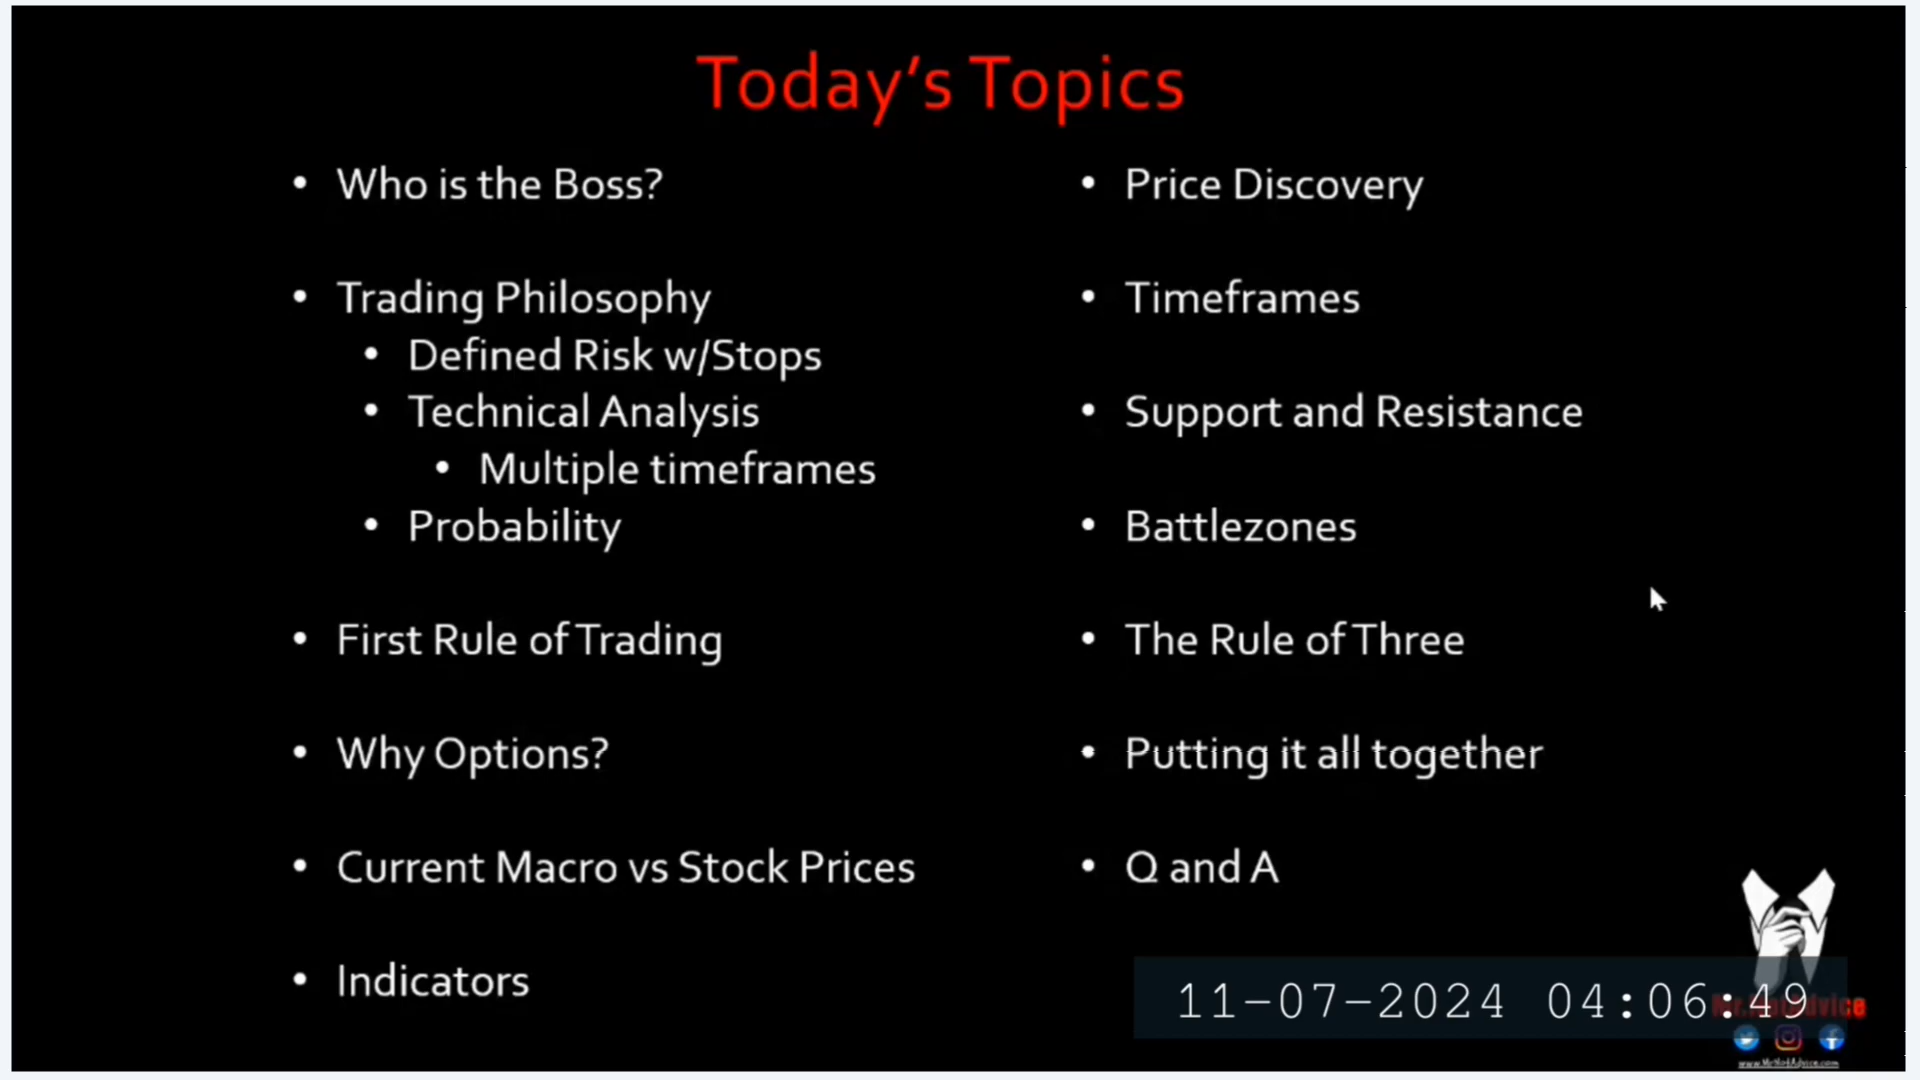 Today's Topics
• Who is the Boss?
• Trading Philosophy
• Defined Risk w/Stops
• Technical Analysis
• Multiple timeframes
• Probability
• First Rule of Trading
• Why Options?
• Current Macro vs Stock Prices
• Indicators
• Price Discovery
• Timeframes
• Support and Resistance
• Battlezones
• The Rule of Three
• Putting it all together
• Q and A
11-07-2024 04:06:49